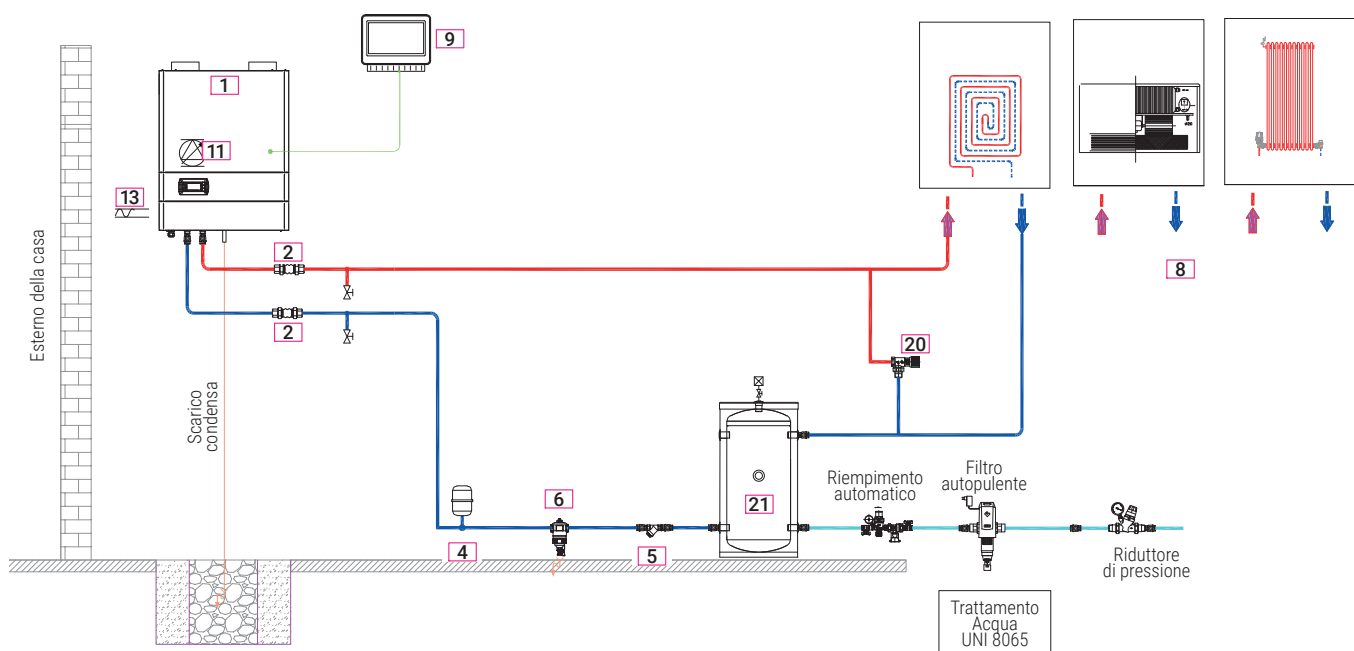 9
1
11
13
2
8
Esterno della casa
2
20
Scarico
condensa
Riempimento
automatico
Filtro
autopulente
6
21
4
5
Riduttore
di pressione
Trattamento
Acqua
UNI 8065